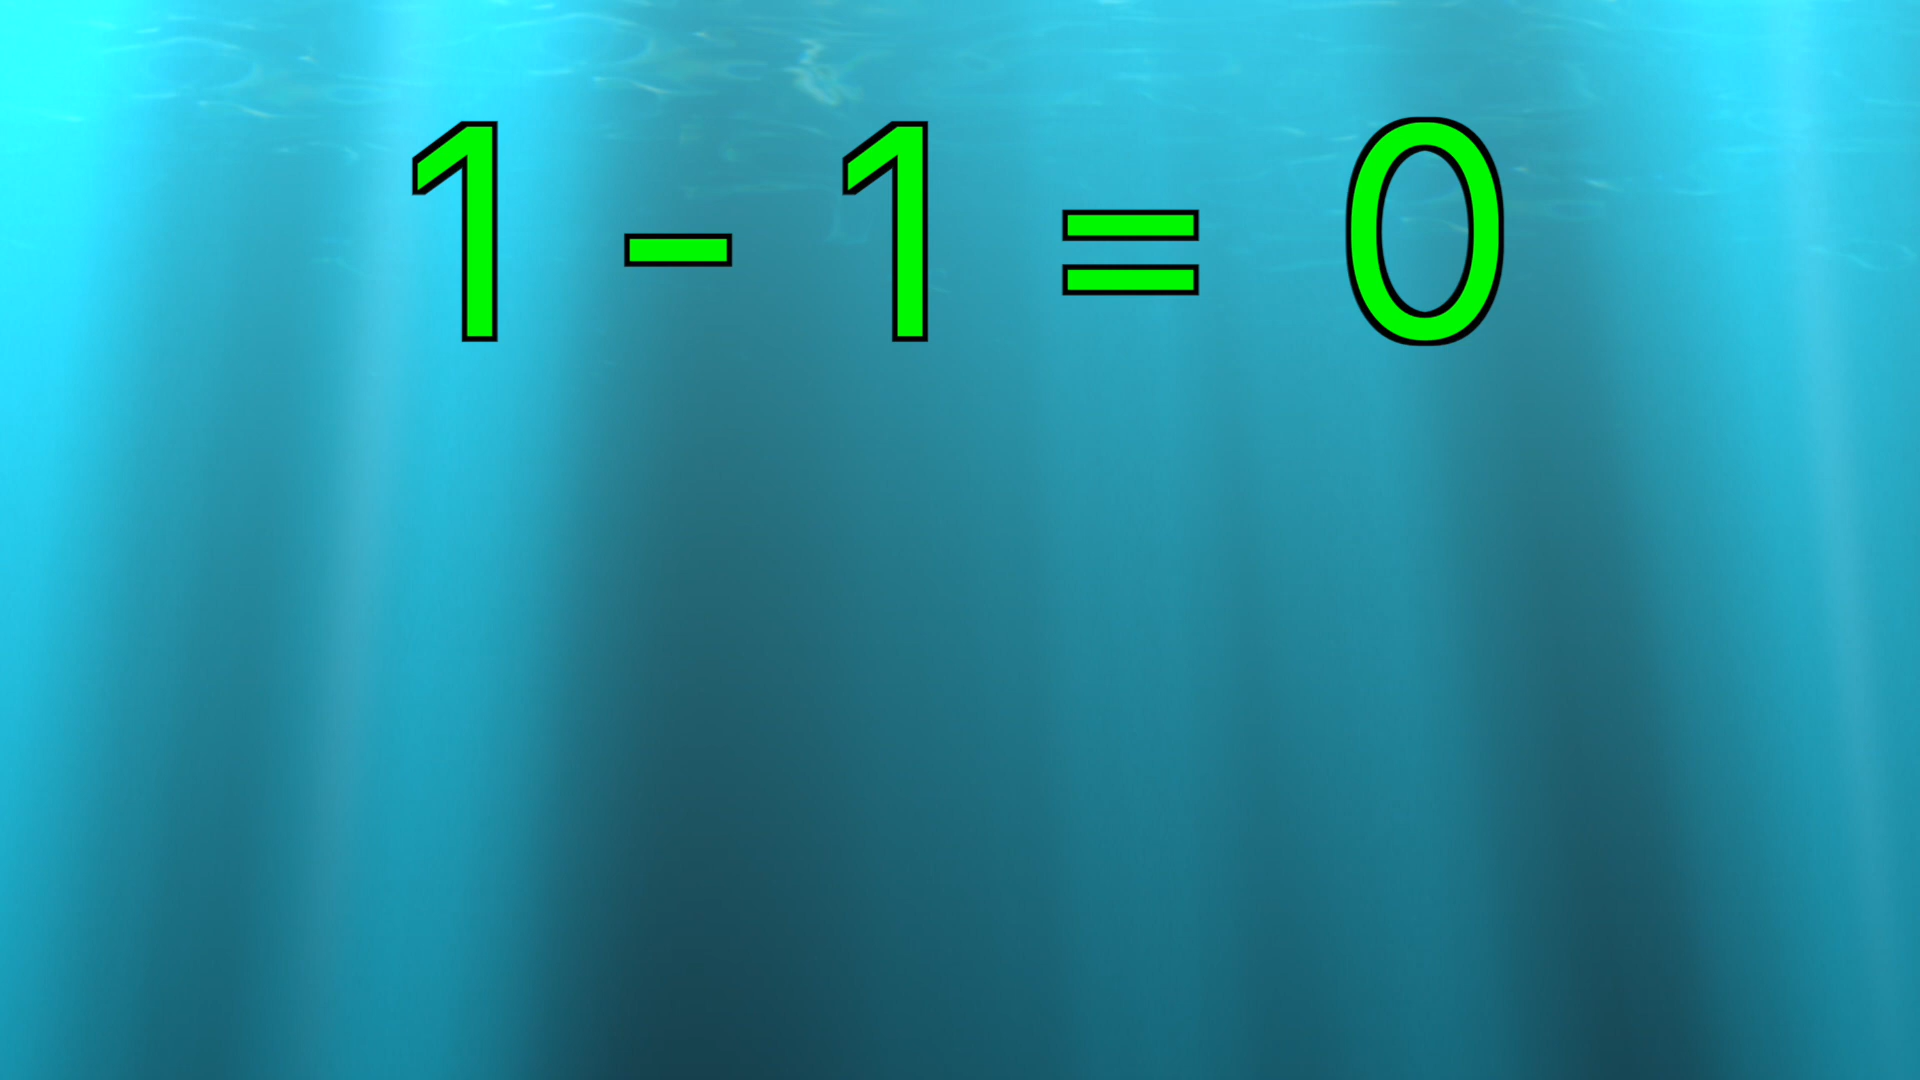 1 - 1 = 0